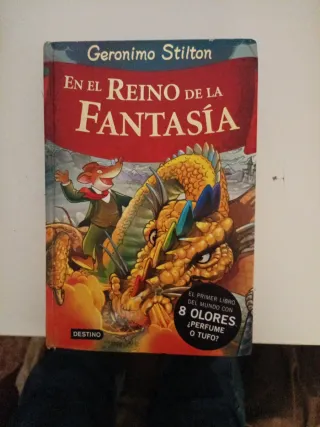 Geronimo Stilton
EN EL REINO DE LA
FANTASÍA
EL PRIMER LIBRO
DEL MUNDO CON
8 OLORES
¿PERFUME
O TUFO?
DESTINO